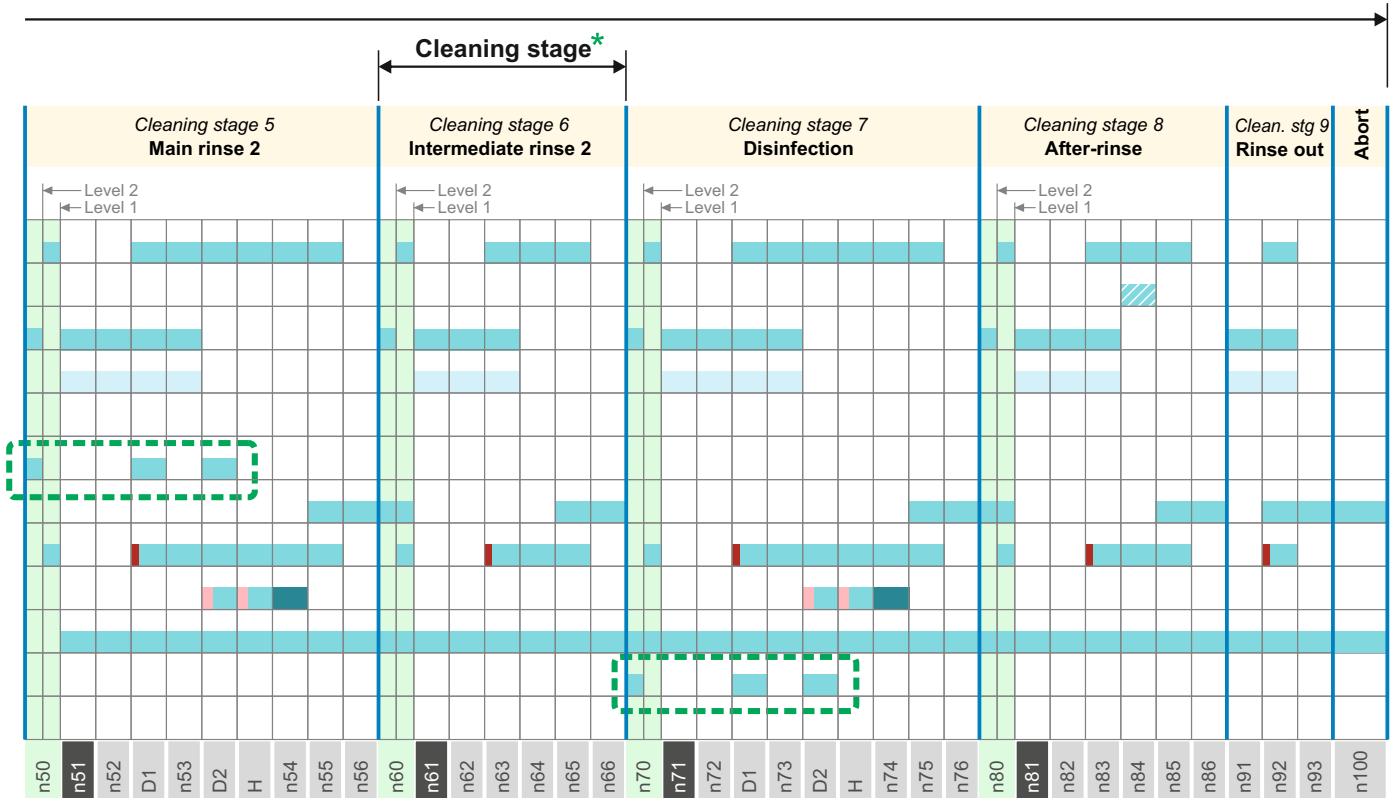 Cleaning stage*
Cleaning stage 5
Main rinse 2
Cleaning stage 6
Intermediate rinse 2
Cleaning stage 7
Disinfection
Cleaning stage 8
After-rinse
Clean. stg 9
Rinse out
Abort
Level 2
Level 1
Level 2
Level 1
Level 2
Level 1
Level 2
Level 1
n50
n51
n52
D1
n53
D2
H
n54
n55
n56
n60
n61
n62
n63
n64
n65
n66
n70
n71
n72
D1
n73
D2
H
n74
n75
n76
n80
n81
n82
n83
n84
n85
n86
n91
n92
n93
n100